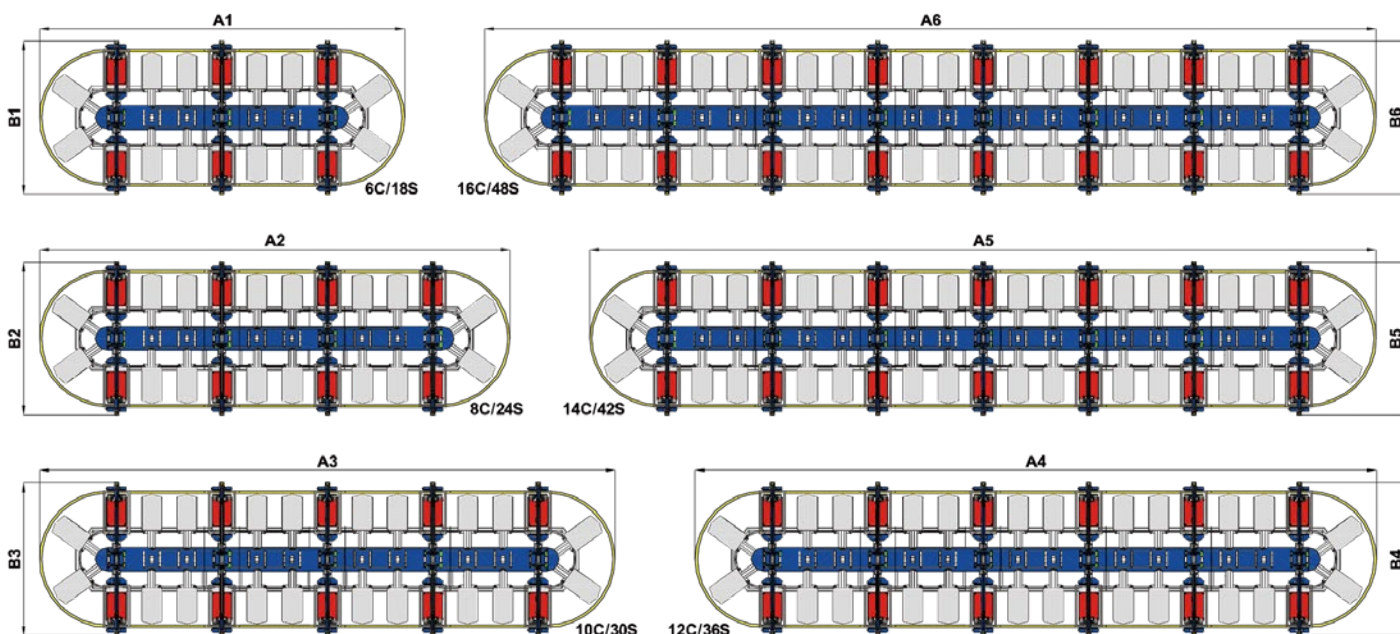 A1
B1
6C/18S
A6
B6
16C/48S
A2
B2
8C/24S
A5
B5
14C/42S
A3
B3
10C/30S
A4
B4
12C/36S